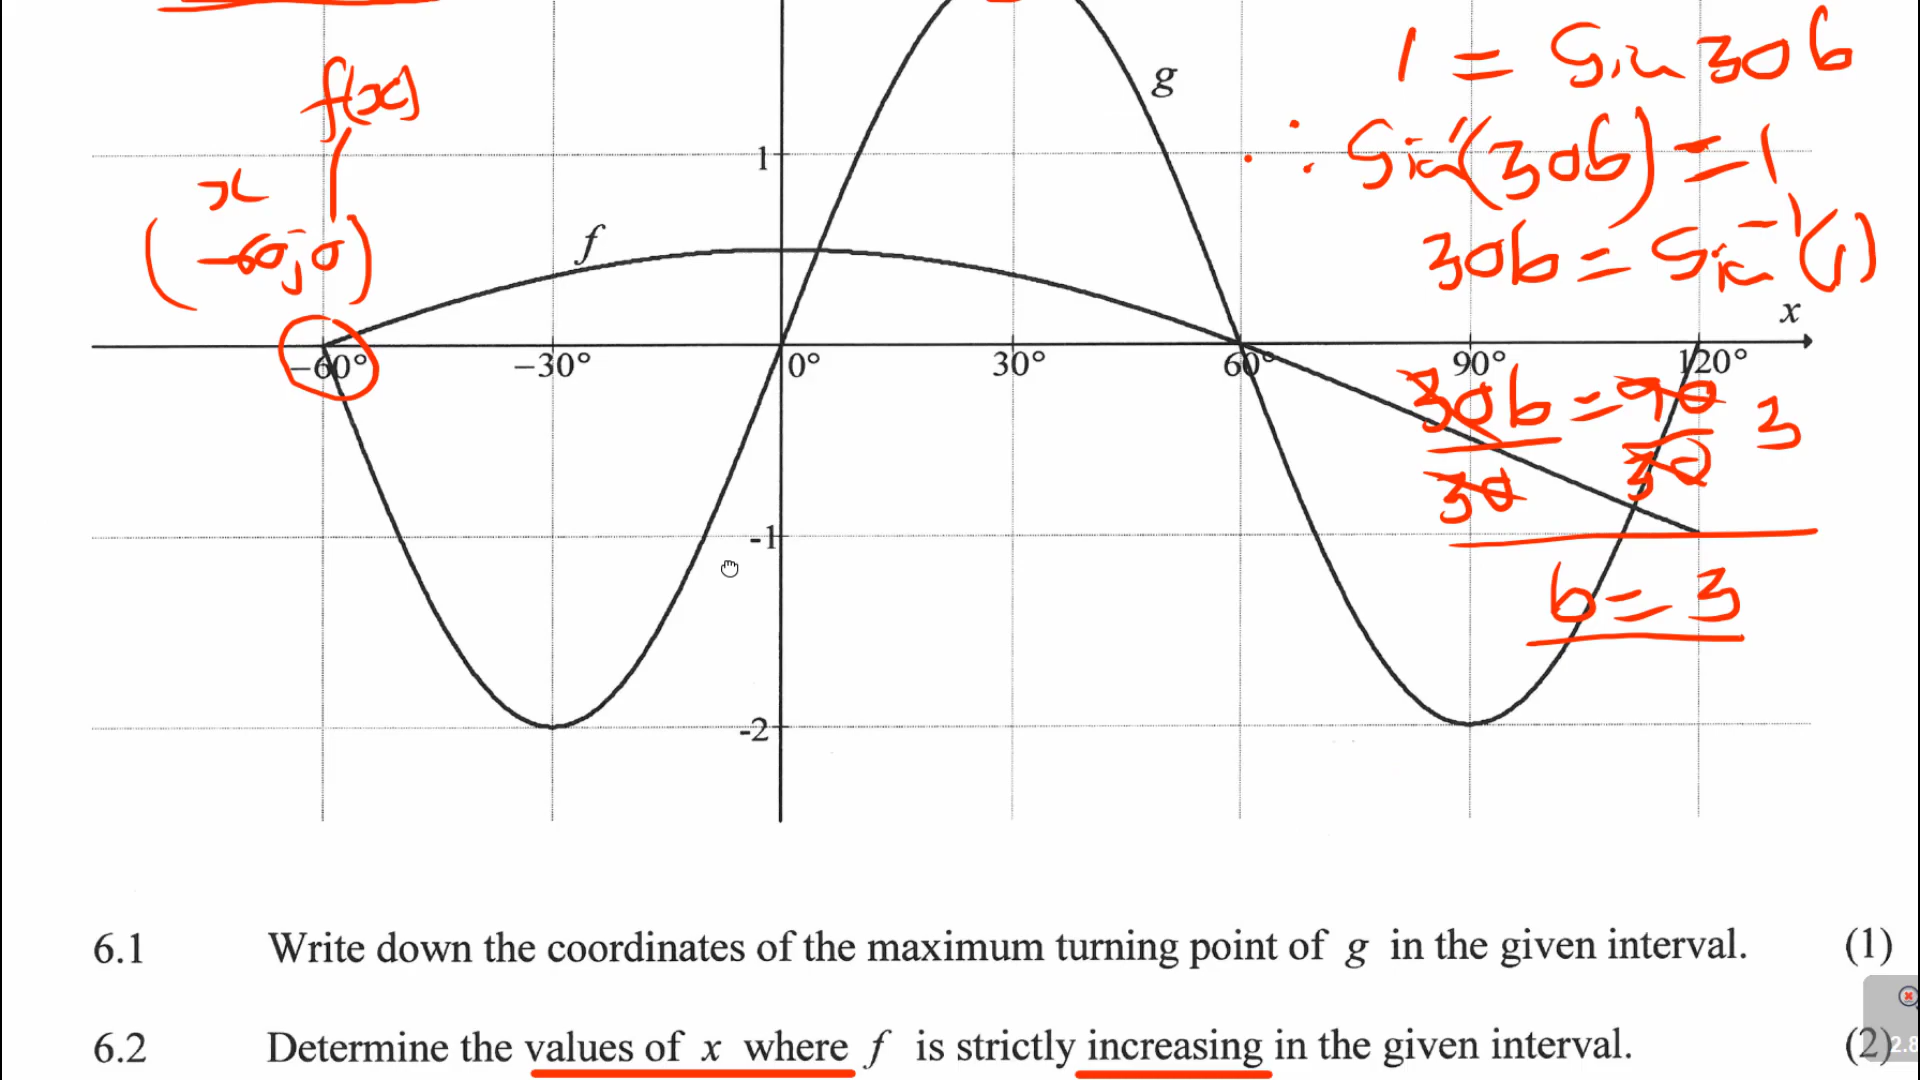 1 = Sin 30b
g
f(x)
∴ Sin(30b) = 1
1
x
f
(-60;0)
30b = Sin⁻¹(1)
x
−60° −30° 0° 30° 60° 90° 120°
30b = 90 3
30 30
-1
b = 3
-2
6.1 Write down the coordinates of the maximum turning point of g in the given interval. (1)
6.2 Determine the values of x where f is strictly increasing in the given interval. (2)
2.8